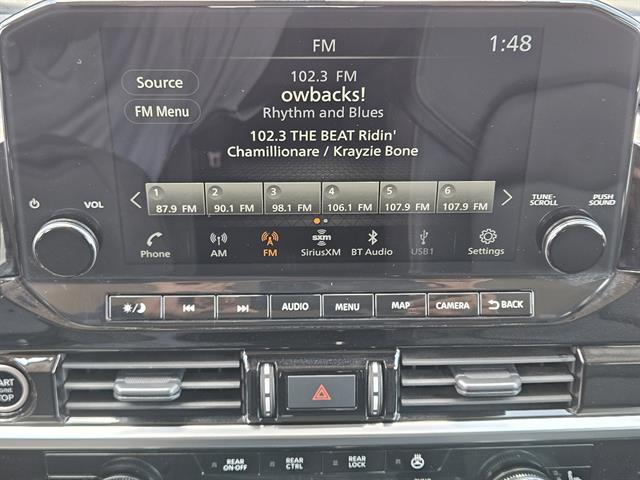 FM
1:48
Source
FM Menu
102.3 FM
owbacks!
Rhythm and Blues
102.3 THE BEAT Ridin'
Chamillionare / Krayzie Bone
1 2 3 4 5 6
87.9 FM 90.1 FM 98.1 FM 106.1 FM 107.9 FM 107.9 FM
VOL
TUNE-
SCROLL
PUSH
SOUND
Phone AM FM SiriusXM BT Audio USB1 Settings
sxm
AUDIO MENU MAP CAMERA BACK
START
STOP
REAR
ON-OFF
REAR
CTRL
REAR
LOCK